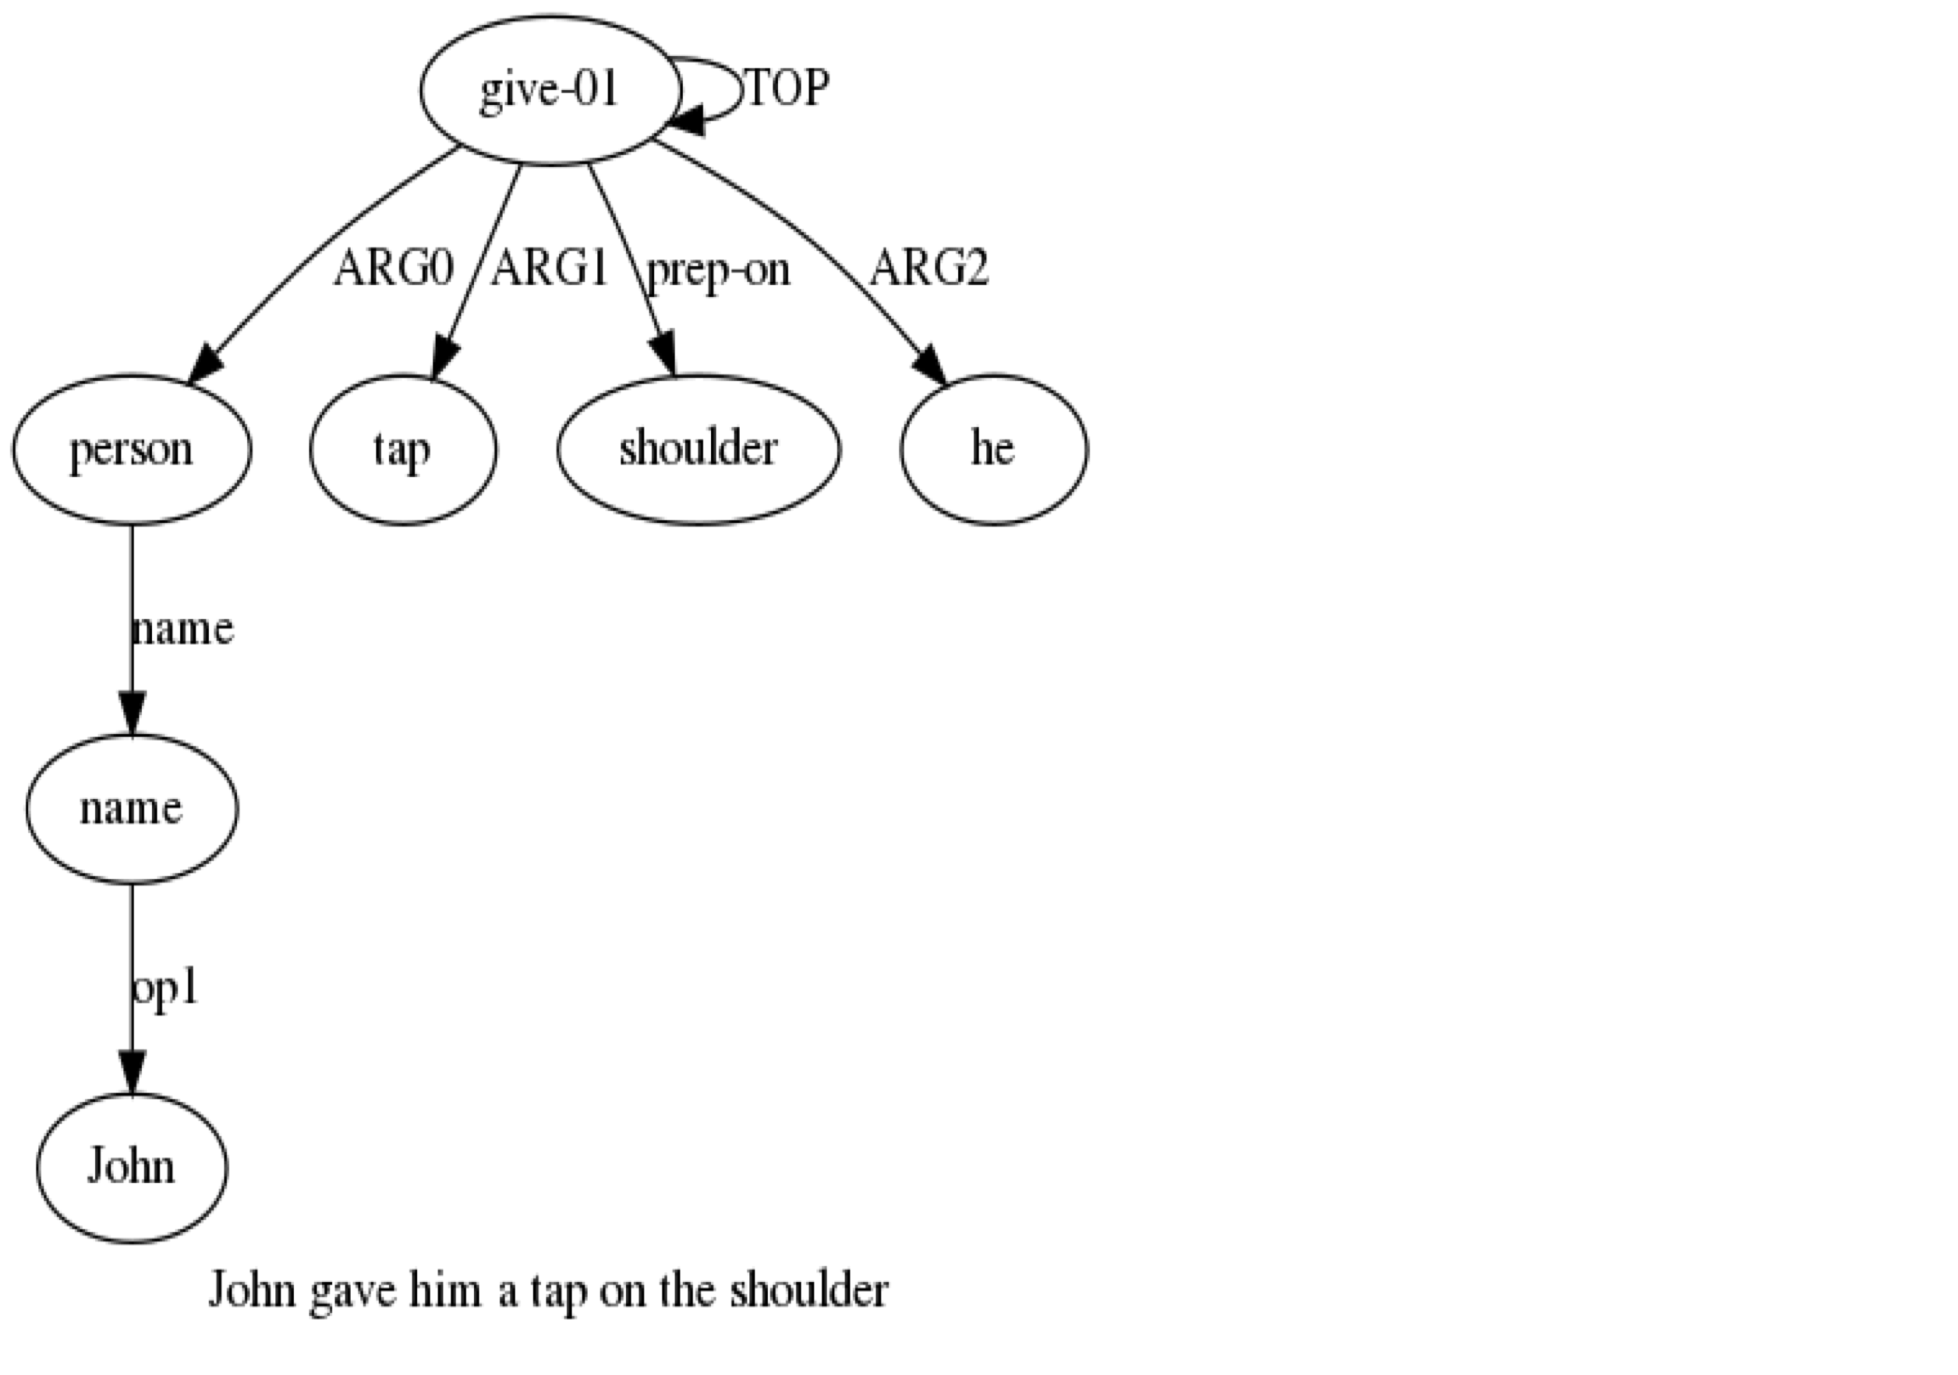 give-01
TOP
ARG0
ARG1
prep-on
ARG2
person
tap
shoulder
he
name
name
op1
John
John gave him a tap on the shoulder